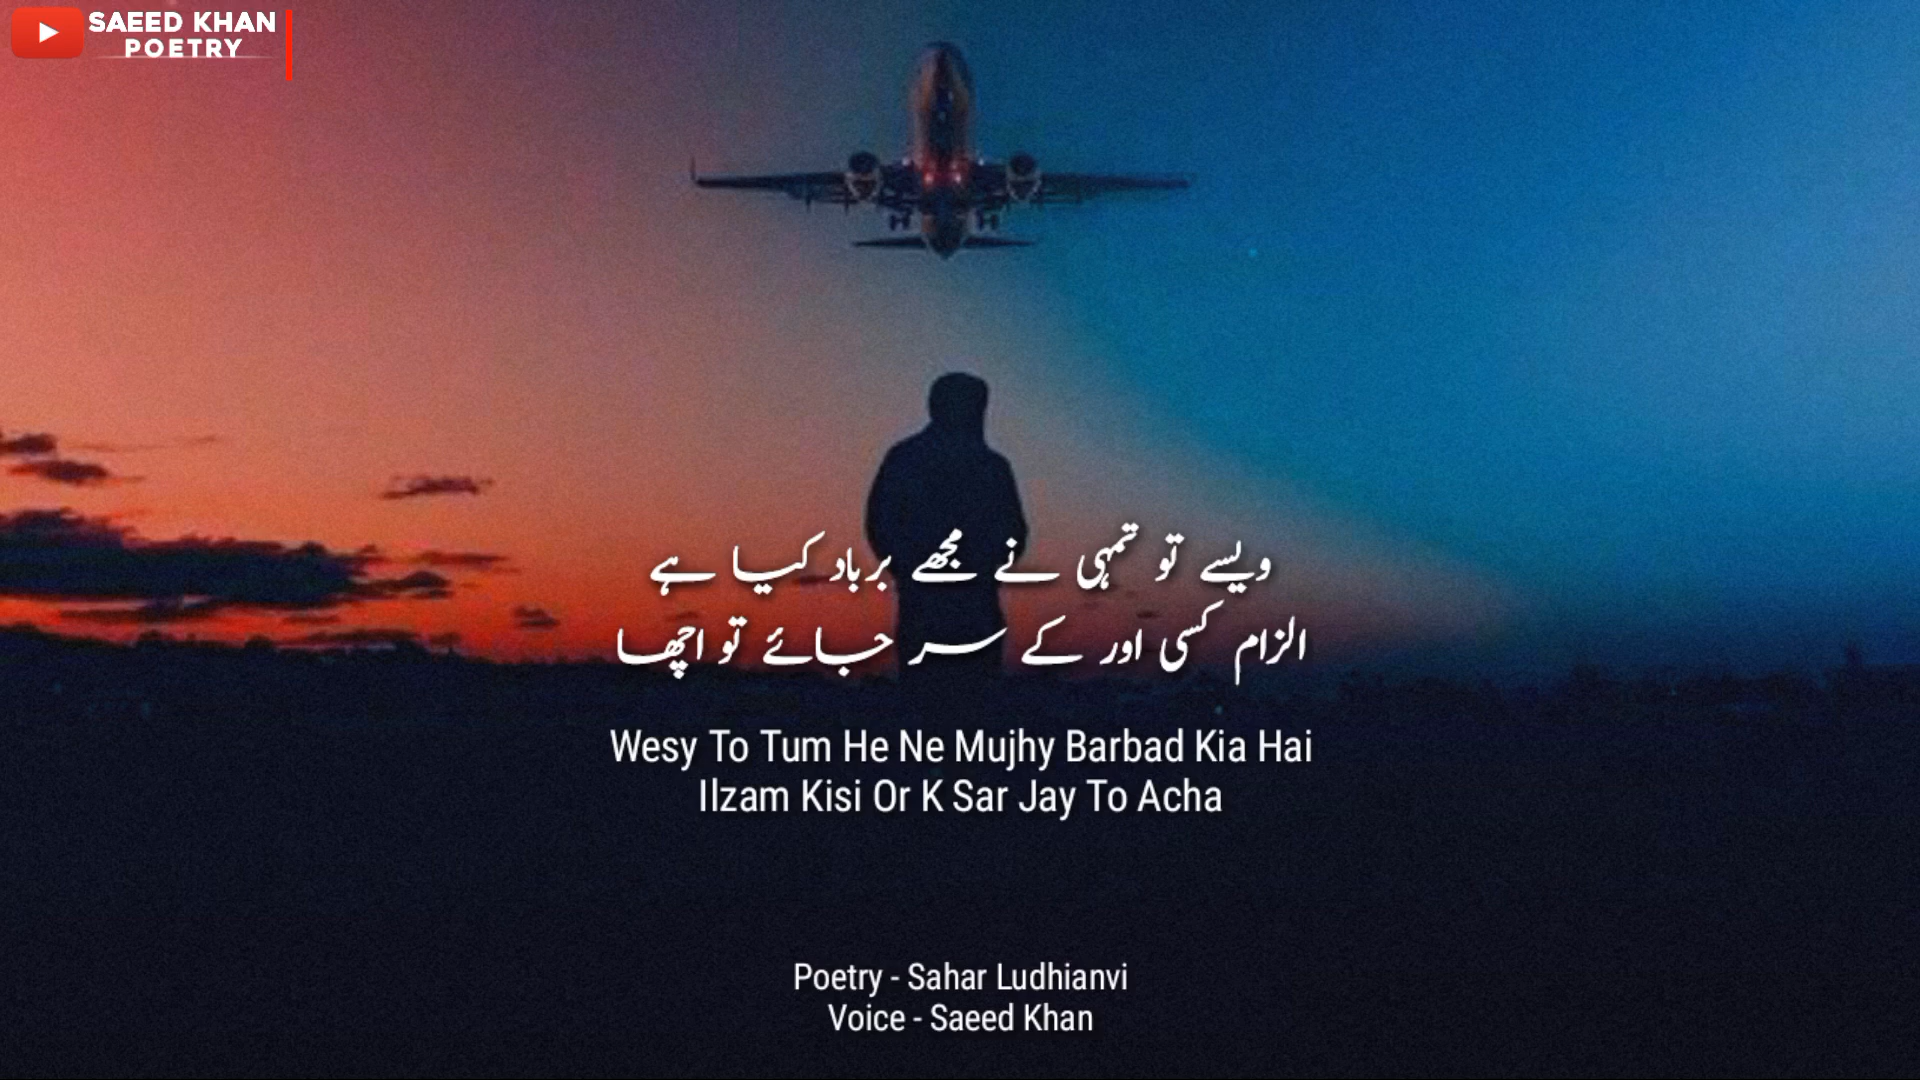 SAEED KHAN
POETRY
ویسے تو تمہی نے مجھے برباد کیا ہے
الزام کسی اور کے سر جائے تو اچھا
Wesy To Tum He Ne Mujhy Barbad Kia Hai
Ilzam Kisi Or K Sar Jay To Acha
Poetry - Sahar Ludhianvi
Voice - Saeed Khan